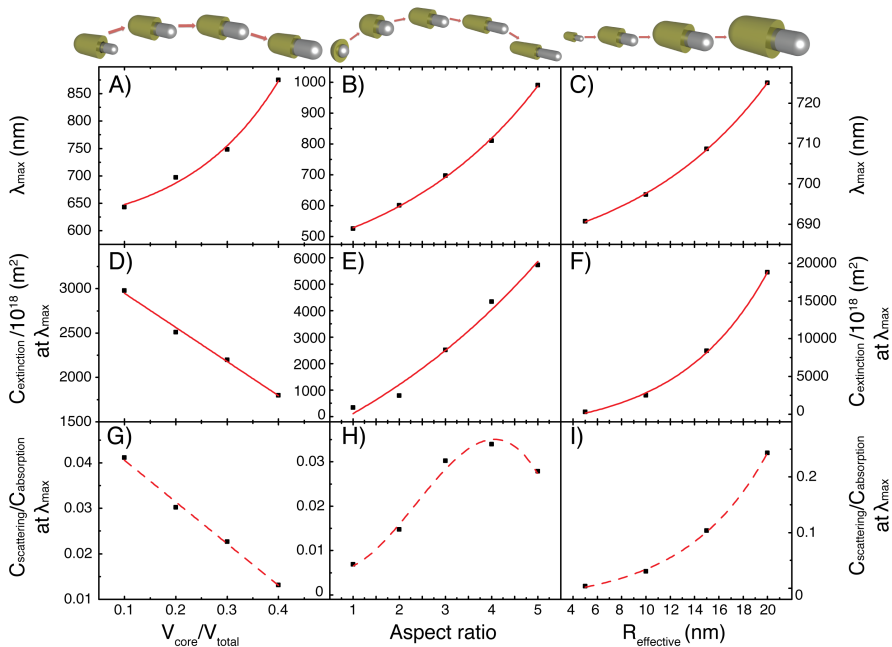 A)
B)
C)
875
850
800
750
700
650
600
1000
900
800
700
600
500
720
710
700
690
λmax (nm)
λmax (nm)
D)
E)
F)
3000
2500
2000
1500
6000
5000
4000
3000
2000
1000
0
20000
15000
10000
5000
0
Cextinction/10^18 (m²)
at λmax
Cextinction/10^18 (m²)
at λmax
G)
H)
I)
0.04
0.03
0.02
0.01
0.03
0.02
0.01
0
0.2
0.1
0
Cscattering/Cabsorption
at λmax
Cscattering/Cabsorption
at λmax
0.1 0.2 0.3 0.4
1 2 3 4 5
4 6 8 10 12 14 16 18 20
Vcore/Vtotal
Aspect ratio
Reffective (nm)